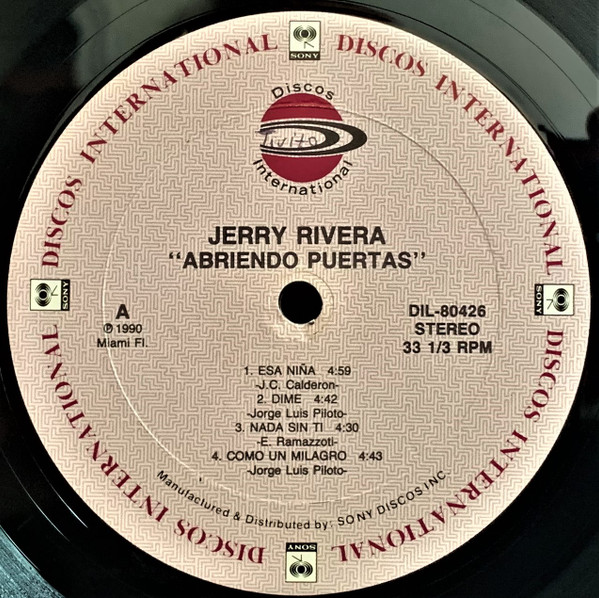 DISCOS INTERNATIONAL
SONY
DISCOS INTERNATIONAL
Discos
International
JERRY RIVERA
“ABRIENDO PUERTAS”
SONY
SONY
A
℗ 1990
Miami Fl.
DIL-80426
STEREO
33 1/3 RPM
1. ESA NIÑA 4:59
-J.C. Calderon-
2. DIME 4:42
-Jorge Luis Piloto-
3. NADA SIN TI 4:30
-E. Ramazzoti-
4. COMO UN MILAGRO 4:43
-Jorge Luis Piloto-
Manufactured & Distributed by: SONY DISCOS INC.
DISCOS INTERNATIONAL
SONY
DISCOS INTERNATIONAL